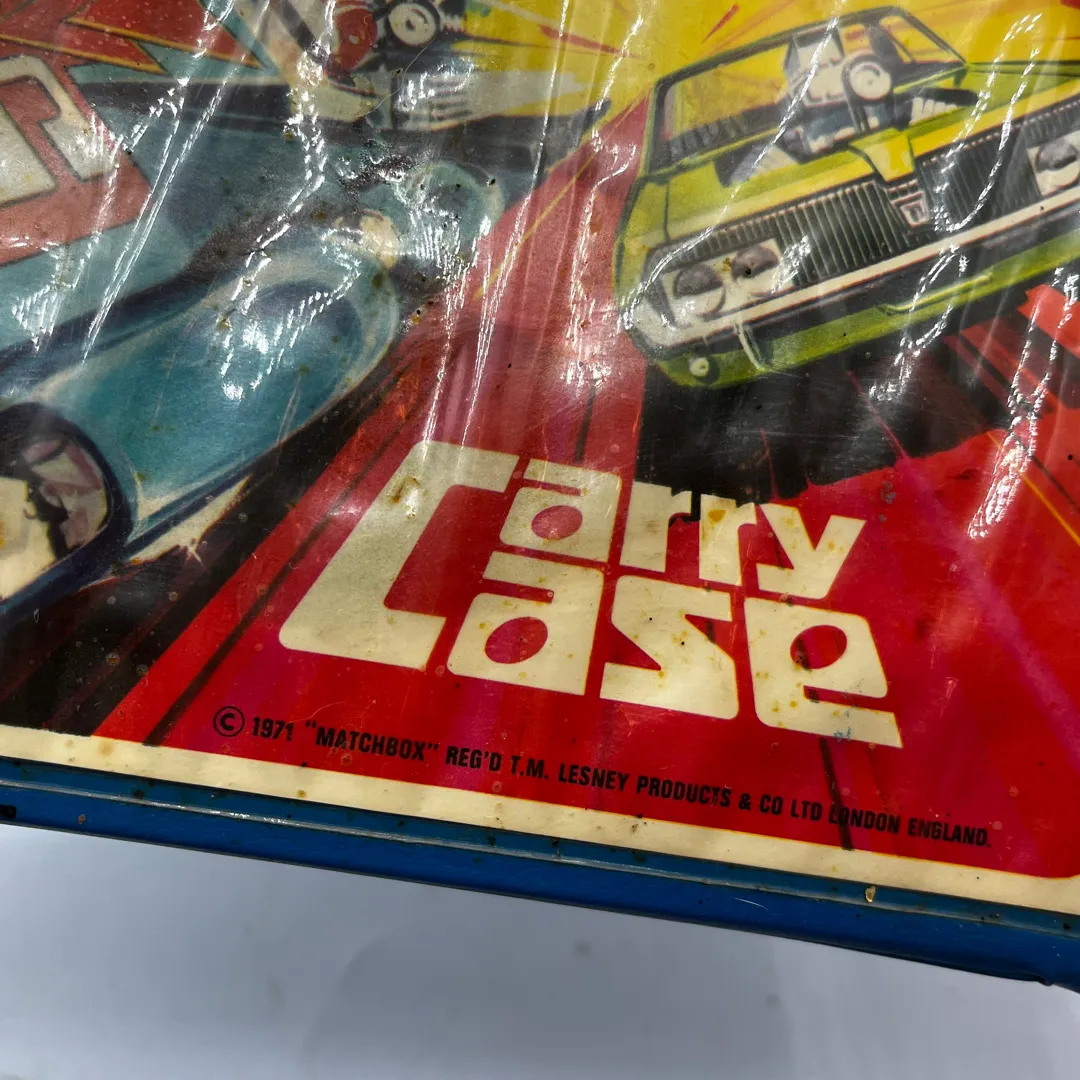 Carry
Case
© 1971 "MATCHBOX" REG'D T.M. LESNEY PRODUCTS & CO LTD LONDON ENGLAND.